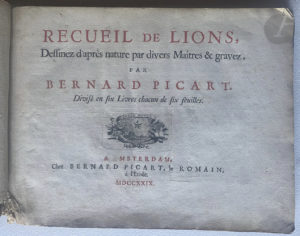 RECUEIL DE LIONS,
Dessinez d'après nature par divers Maîtres & gravez,
PAR
BERNARD PICART.
Divisé en six Livres chacun de six feuilles.
A AMSTERDAM,
Chez BERNARD PICART, le ROMAIN,
à l'Etoile.
MDCCXXIX.